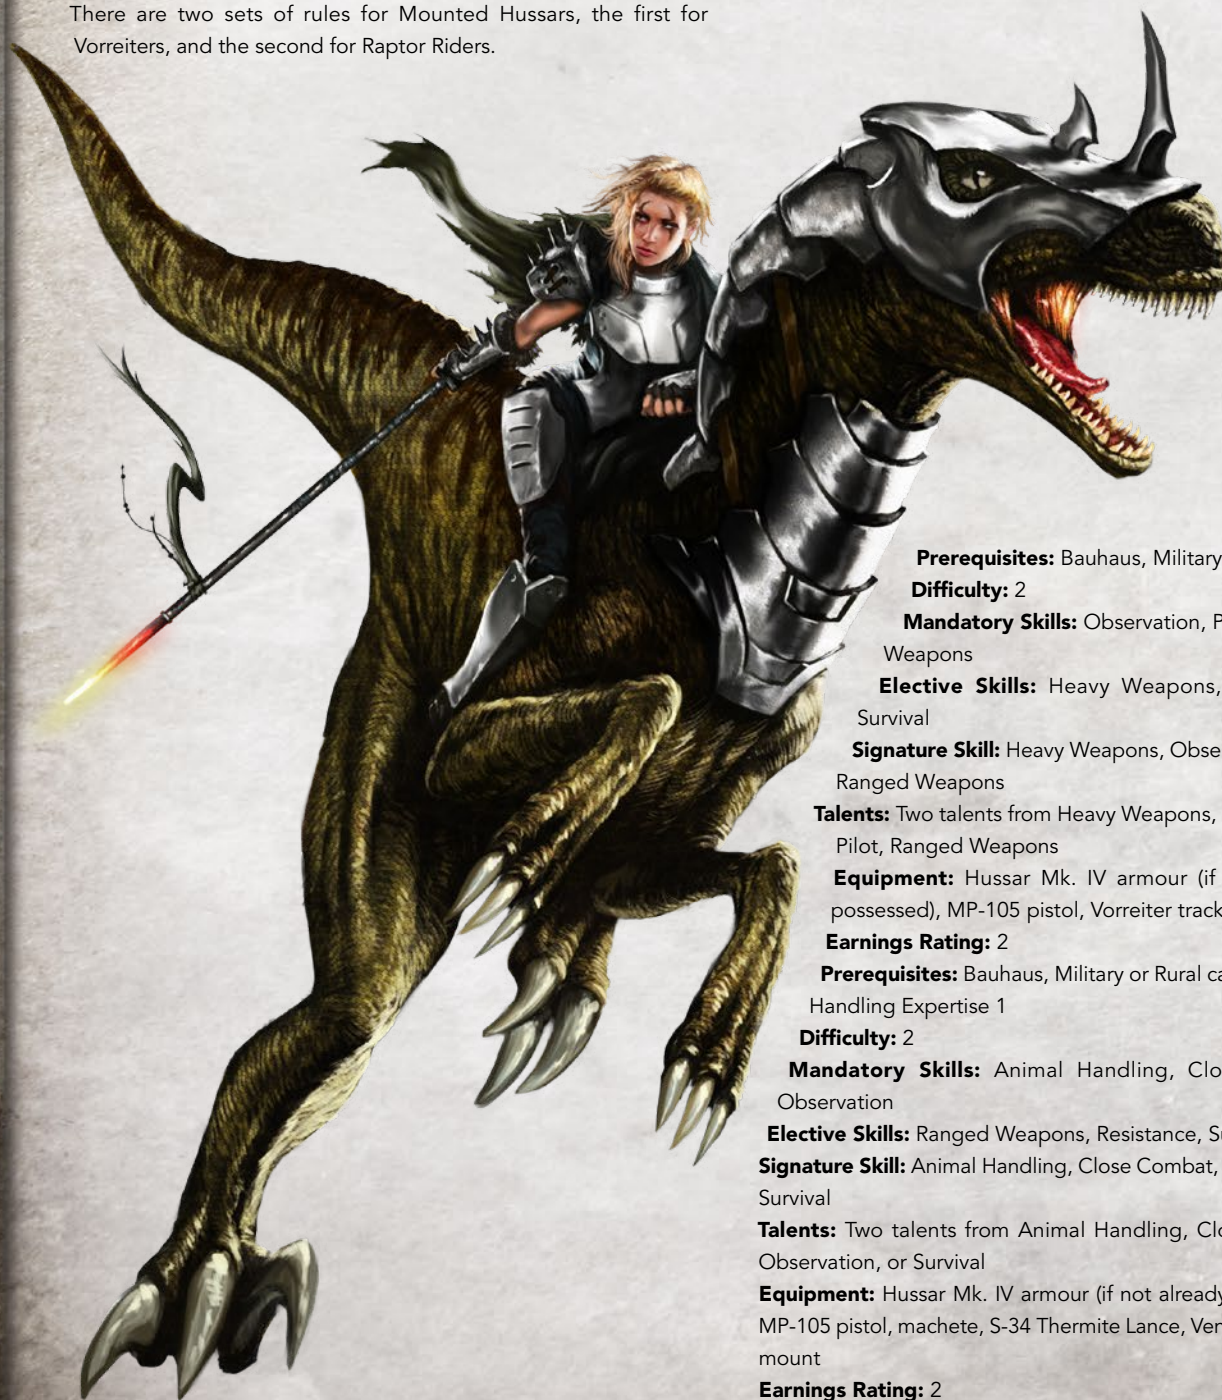 There are two sets of rules for Mounted Hussars, the first for
Vorreiters, and the second for Raptor Riders.
Prerequisites: Bauhaus, Military
Difficulty: 2
Mandatory Skills: Observation,
Weapons
Elective Skills: Heavy Weapons,
Survival
Signature Skill: Heavy Weapons,
Ranged Weapons
Talents: Two talents from Heavy Weapons,
Pilot, Ranged Weapons
Equipment: Hussar Mk. IV armour (if
possessed), MP-105 pistol, Vorreiter
Earnings Rating: 2
Prerequisites: Bauhaus, Military or Rural
Handling Expertise 1
Difficulty: 2
Mandatory Skills: Animal Handling,
Observation
Elective Skills: Ranged Weapons, Resistance,
Signature Skill: Animal Handling, Close Combat,
Survival
Talents: Two talents from Animal Handling,
Observation, or Survival
Equipment: Hussar Mk. IV armour (if not already
MP-105 pistol, machete, S-34 Thermite Lance,
mount
Earnings Rating: 2